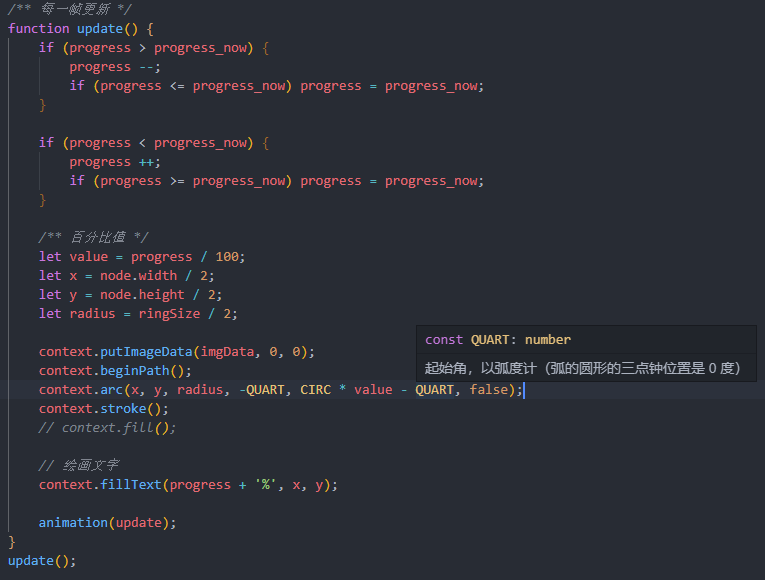 /** 每一帧更新 */
function update() {
    if (progress > progress_now) {
        progress --;
        if (progress <= progress_now) progress = progress_now;
    }

    if (progress < progress_now) {
        progress ++;
        if (progress >= progress_now) progress = progress_now;
    }

    /** 百分比值 */
    let value = progress / 100;
    let x = node.width / 2;
    let y = node.height / 2;
    let radius = ringSize / 2;

const QUART: number
    context.putImageData(imgData, 0, 0);
起始角，以弧度计（弧的圆形的三点钟位置是 0 度）
    context.beginPath();
    context.arc(x, y, radius, -QUART, CIRC * value - QUART, false);
    context.stroke();
    // context.fill();

    // 绘画文字
    context.fillText(progress + '%', x, y);

    animation(update);
}
update();